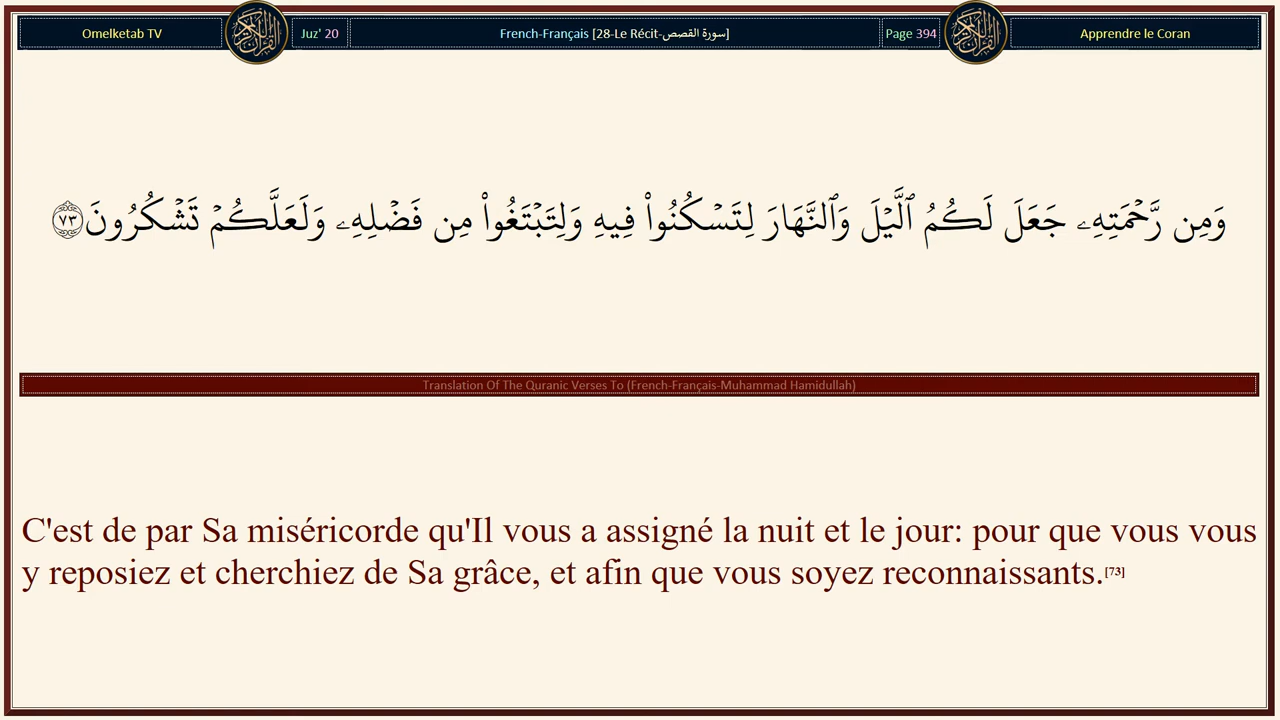 Omelketab TV
Juz' 20
French-Français [28-Le Récit-سورة القصص]
Page 394
Apprendre le Coran
وَمِن رَّحْمَتِهِۦ جَعَلَ لَكُمُ ٱلَّيْلَ وَٱلنَّهَارَ لِتَسْكُنُوا۟ فِيهِ وَلِتَبْتَغُوا۟ مِن فَضْلِهِۦ وَلَعَلَّكُمْ تَشْكُرُونَ ٧٣
Translation Of The Quranic Verses To (French-Français-Muhammad Hamidullah)
C'est de par Sa miséricorde qu'Il vous a assigné la nuit et le jour: pour que vous vous
y reposiez et cherchiez de Sa grâce, et afin que vous soyez reconnaissants.[73]